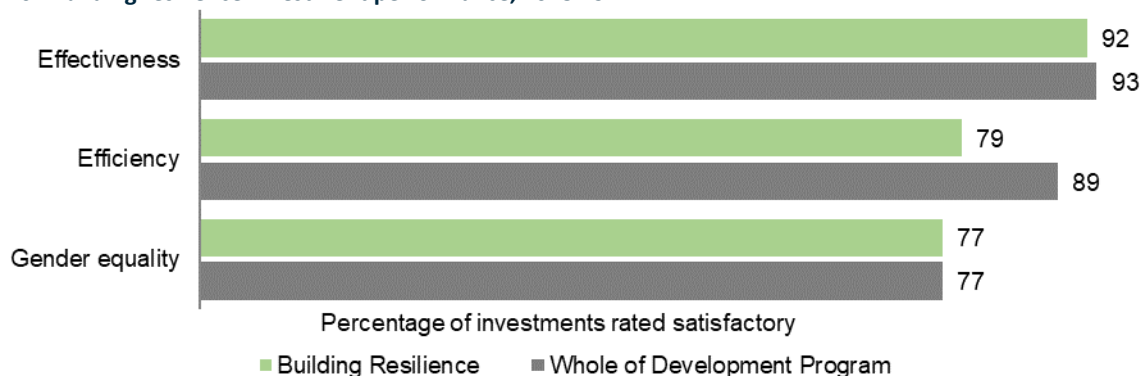 Effectiveness
92
93
Efficiency
79
89
Gender equality
77
77
Percentage of investments rated satisfactory
Building Resilience
Whole of Development Program